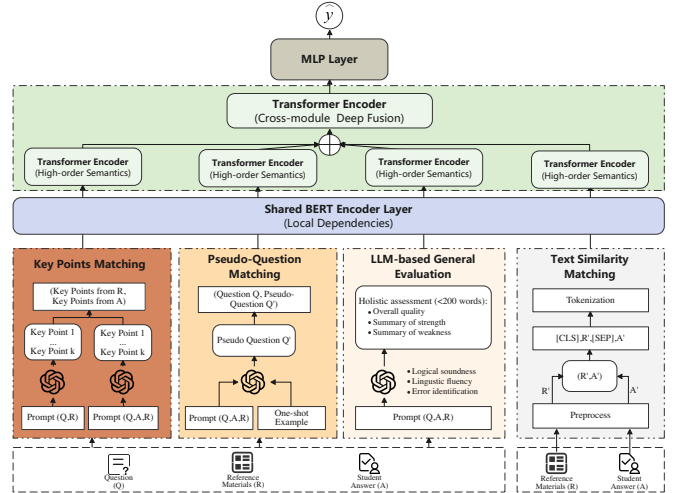 ŷ
MLP Layer
Transformer Encoder
(Cross-module Deep Fusion)
Transformer Encoder
(High-order Semantics)
Transformer Encoder
(High-order Semantics)
Transformer Encoder
(High-order Semantics)
Transformer Encoder
(High-order Semantics)
Shared BERT Encoder Layer
(Local Dependencies)
Key Points Matching
(Key Points from R,
Key Points from A)
Key Point 1
...
Key Point k
Key Point 1
...
Key Point k
Prompt (Q,R)
Prompt (Q,A,R)
Pseudo-Question
Matching
(Question Q, Pseudo-
Question Q')
Pseudo Question Q'
Prompt (Q,A,R)
One-shot
Example
LLM-based General
Evaluation
Holistic assessment (<200 words):
• Overall quality
• Summary of strength
• Summary of weakness
• Logical soundness
• Lingustic fluency
• Error identification
Prompt (Q,A,R)
Text Similarity
Matching
Tokenization
[CLS],R',[SEP],A'
(R',A')
R'
A'
Preprocess
Question
(Q)
Reference
Materials (R)
Student
Answer (A)
Reference
Materials (R)
Student
Answer (A)